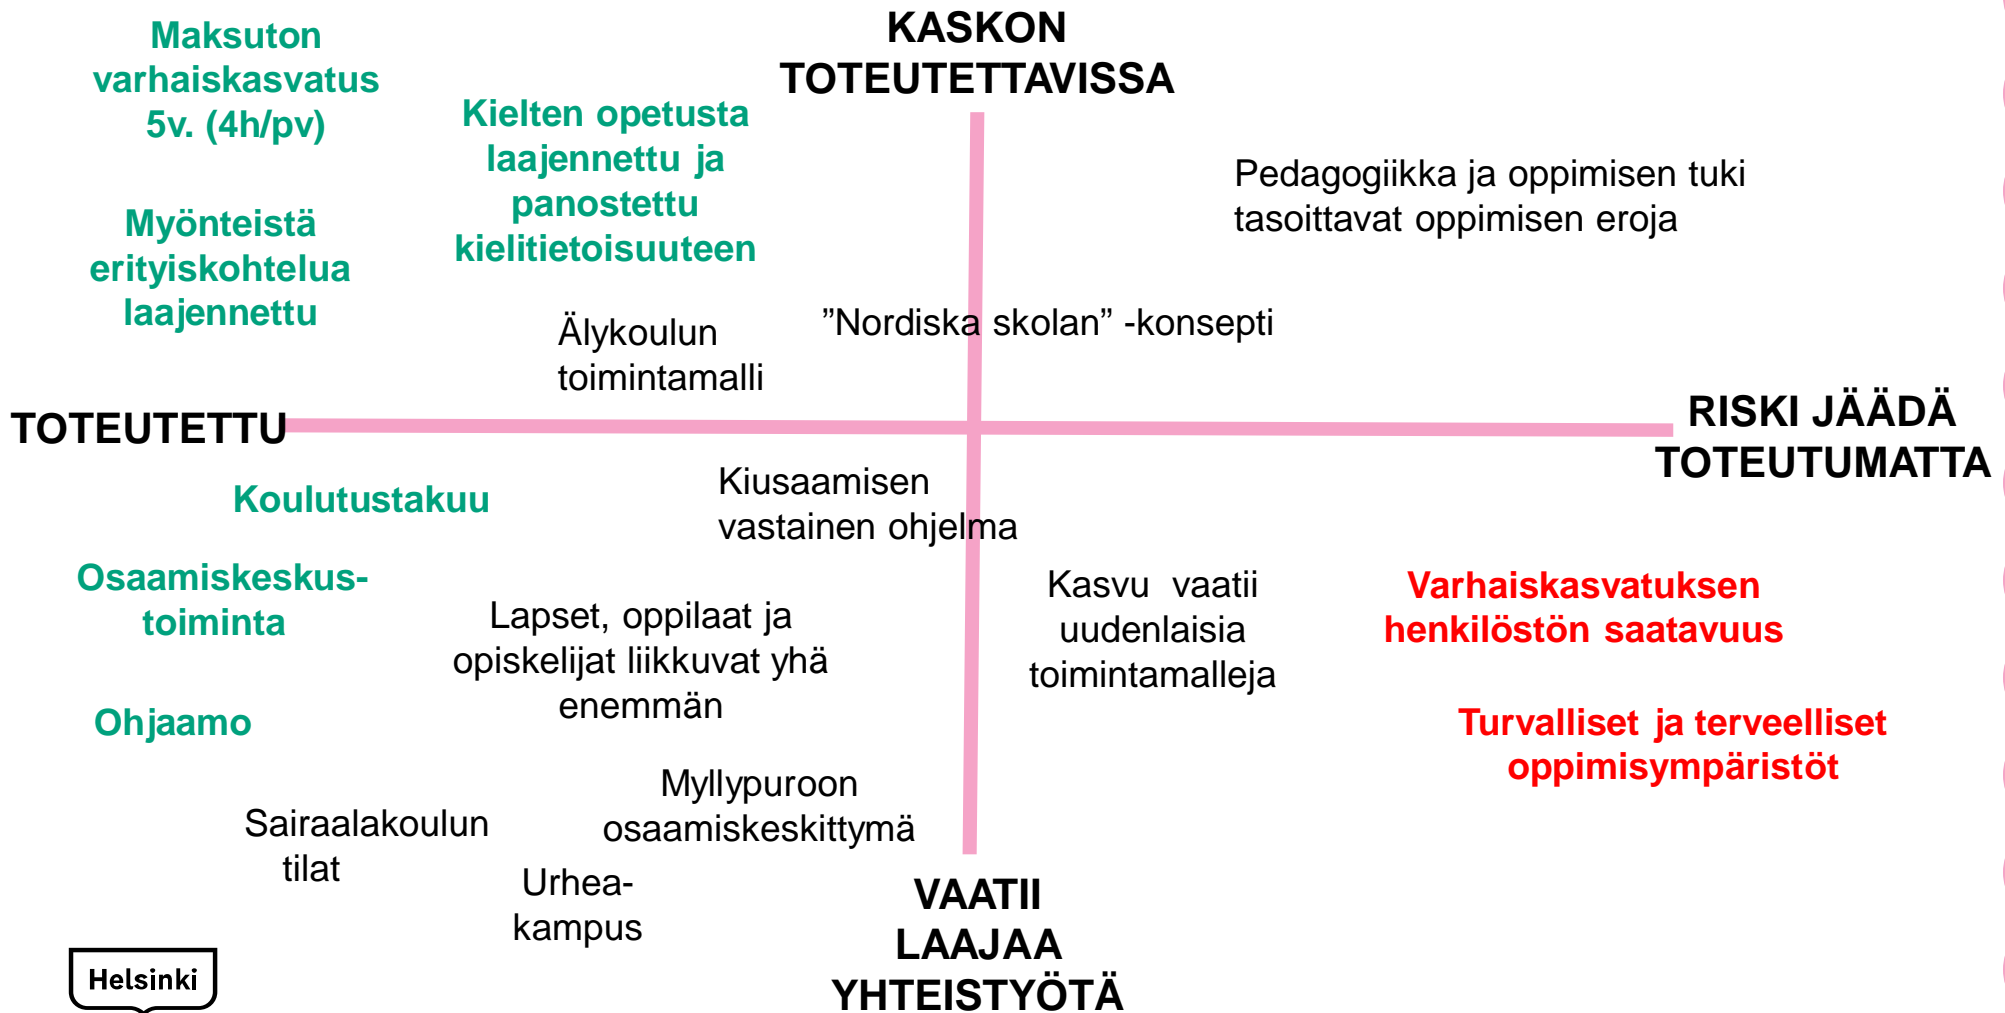 Maksuton
varhaiskasvatus
5v. (4h/pv)
KASKON
TOTEUTETTAVISSA
Kielten opetusta
laajennettu ja
panostettu
kielitietoisuuteen
Pedagogiikka ja oppimisen tuki
tasoittavat oppimisen eroja
Myönteistä
erityiskohtelua
laajennettu
Älykoulun
toimintamalli
”Nordiska skolan” -konsepti
TOTEUTETTU
RISKI JÄÄDÄ
TOTEUTUMATTA
Koulutustakuu
Kiusaamisen
vastainen ohjelma
Osaamiskeskus-
toiminta
Lapset, oppilaat ja
opiskelijat liikkuvat yhä
enemmän
Kasvu vaatii
uudenlaisia
toimintamalleja
Varhaiskasvatuksen
henkilöstön saatavuus
Ohjaamo
Turvalliset ja terveelliset
oppimisympäristöt
Sairaalakoulun
tilat
Myllypuroon
osaamiskeskittymä
Urhea-
kampus
VAATII
LAAJAA
YHTEISTYÖTÄ
Helsinki